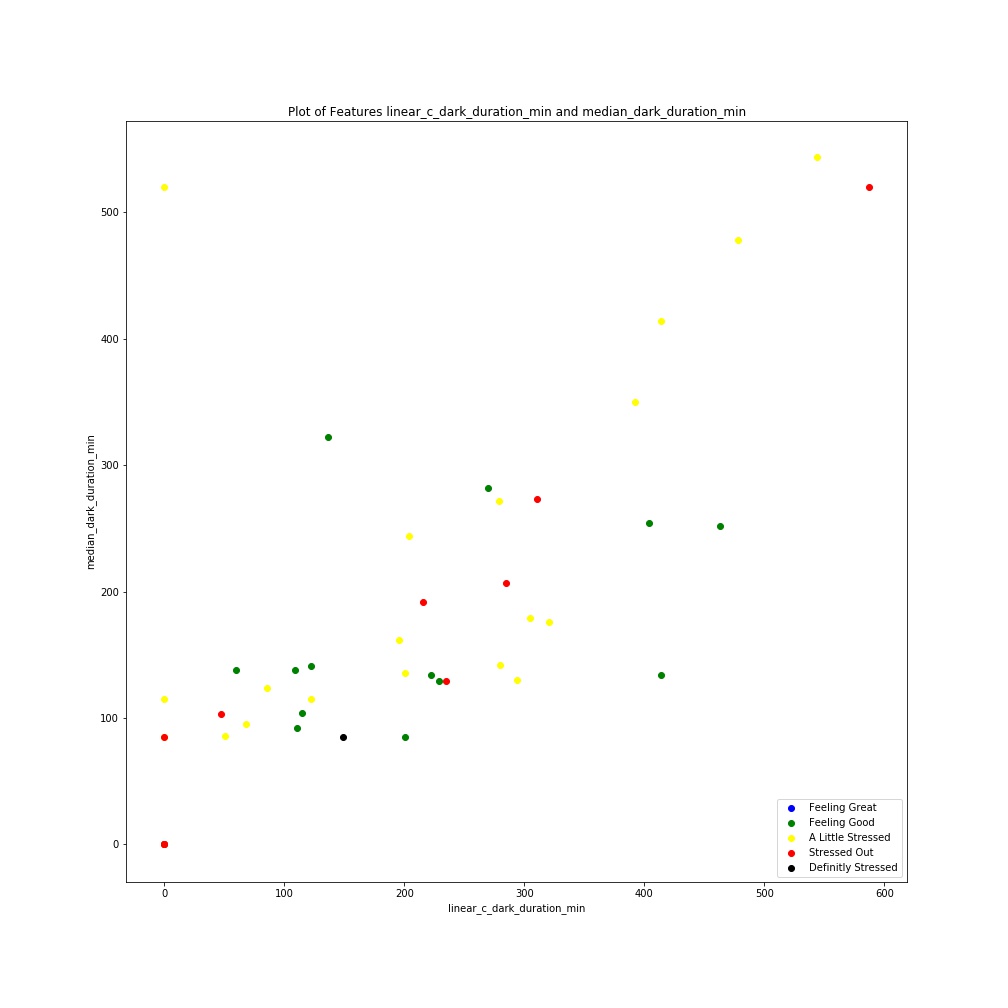 Plot of Features linear_c_dark_duration_min and median_dark_duration_min
median_dark_duration_min
500
400
300
200
100
0
0 100 200 300 400 500 600
linear_c_dark_duration_min
Feeling Great
Feeling Good
A Little Stressed
Stressed Out
Definitly Stressed